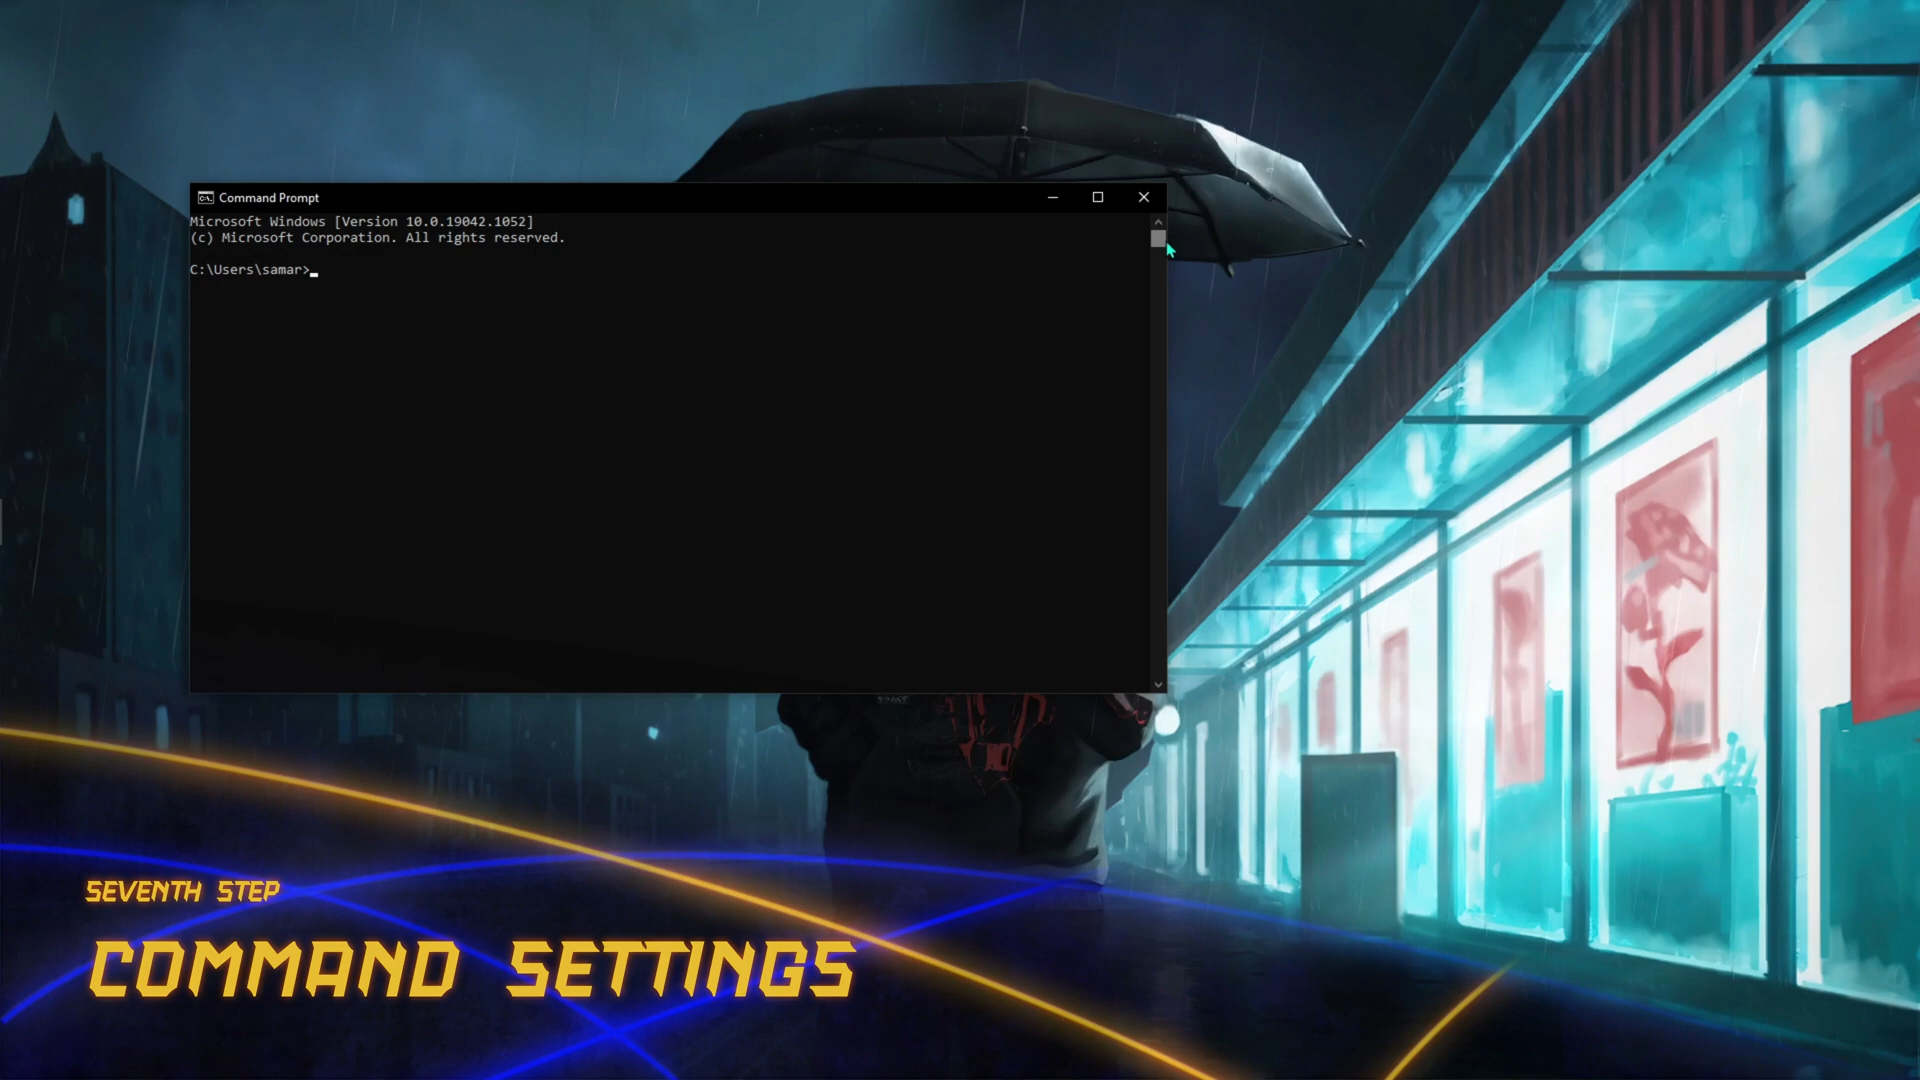 Command Prompt
Microsoft Windows [Version 10.0.19042.1052]
(c) Microsoft Corporation. All rights reserved.
C:\Users\samar>
SEVENTH STEP
COMMAND SETTINGS